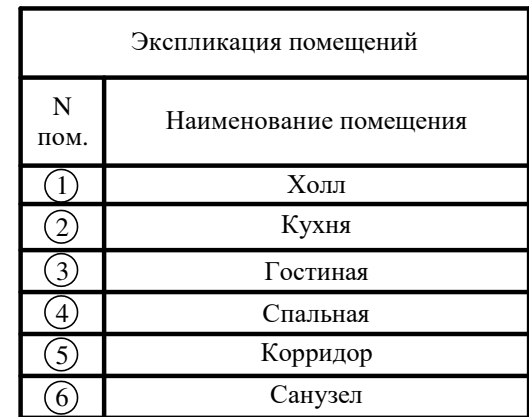 Экспликация помещений
N
пом.
Наименование помещения
1 Холл
2 Кухня
3 Гостиная
4 Спальная
5 Корридор
6 Санузел